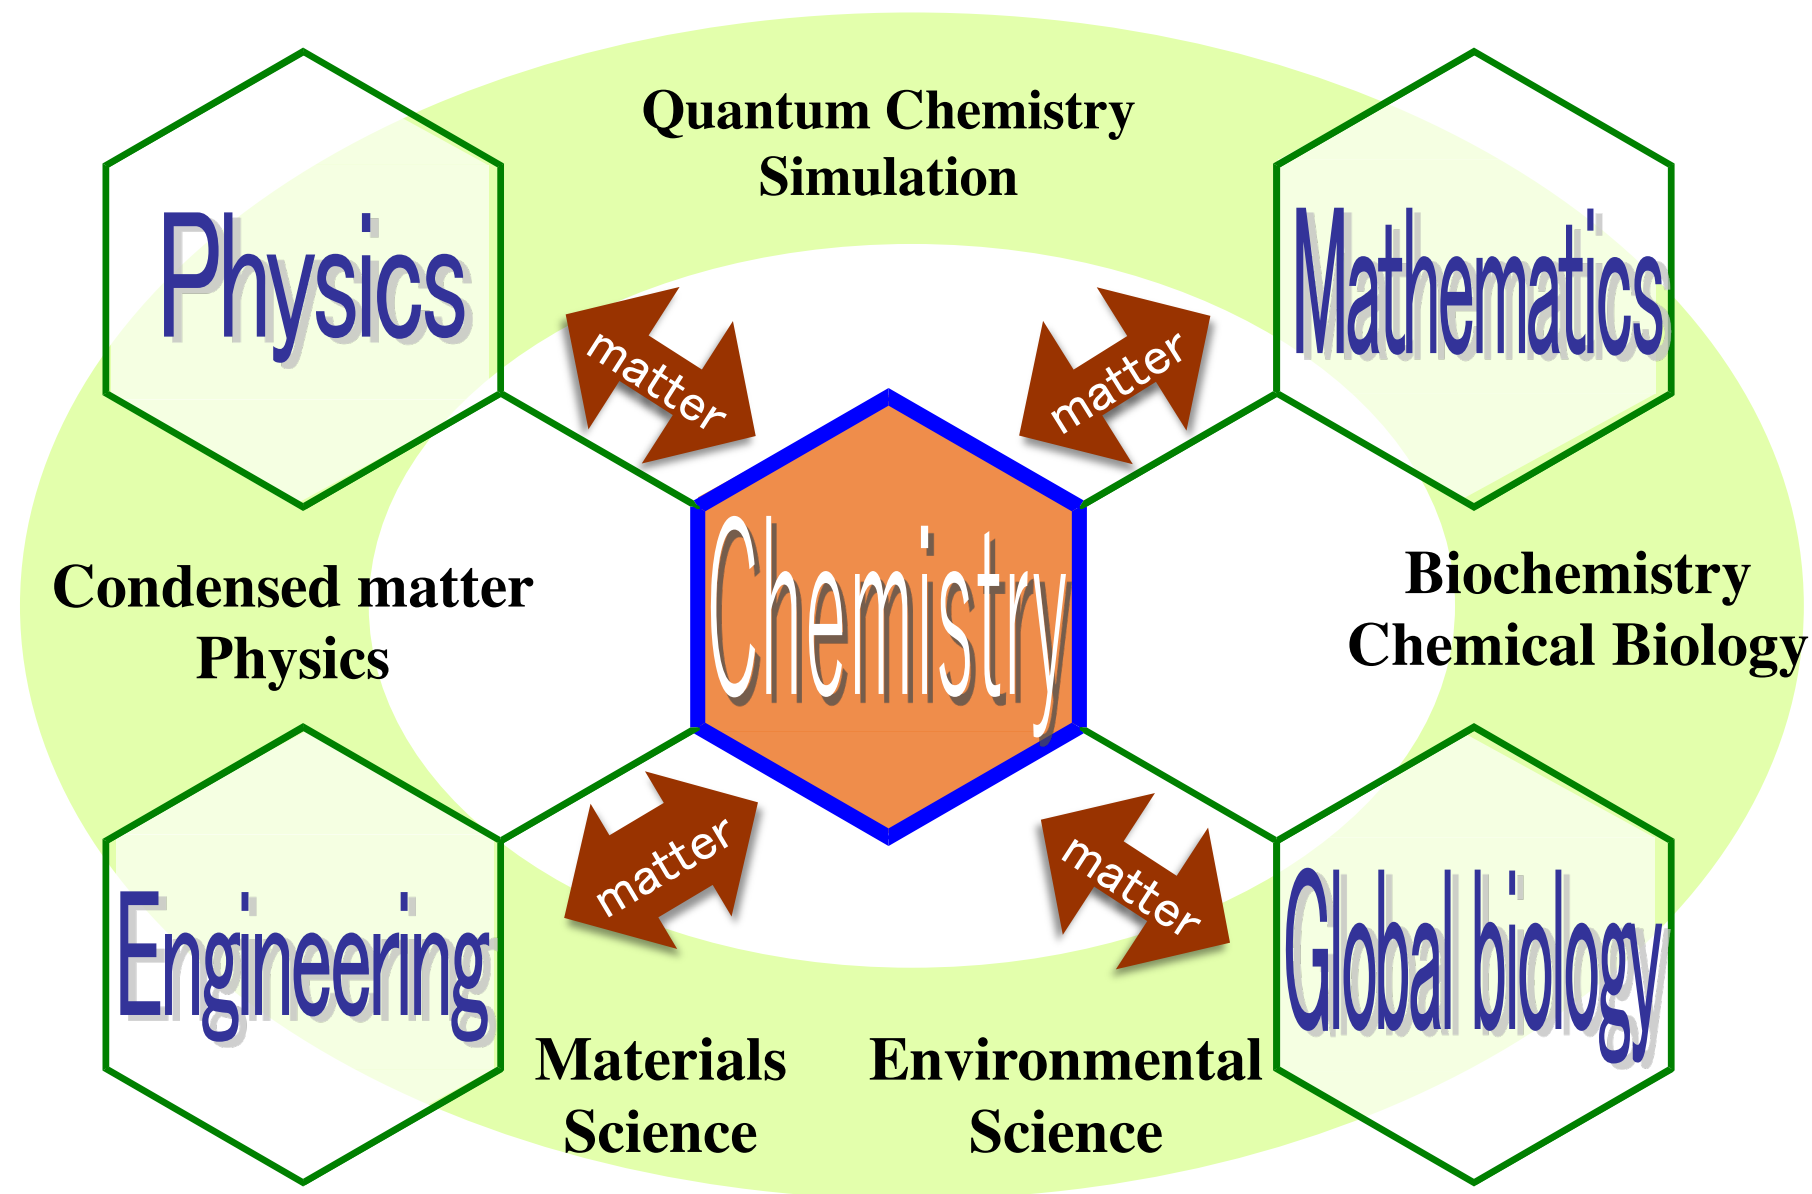 Quantum Chemistry
Simulation
Physics
Mathematics
matter
matter
Chemistry
Condensed matter
Physics
Biochemistry
Chemical Biology
matter
matter
Engineering
Global biology
Materials
Science
Environmental
Science